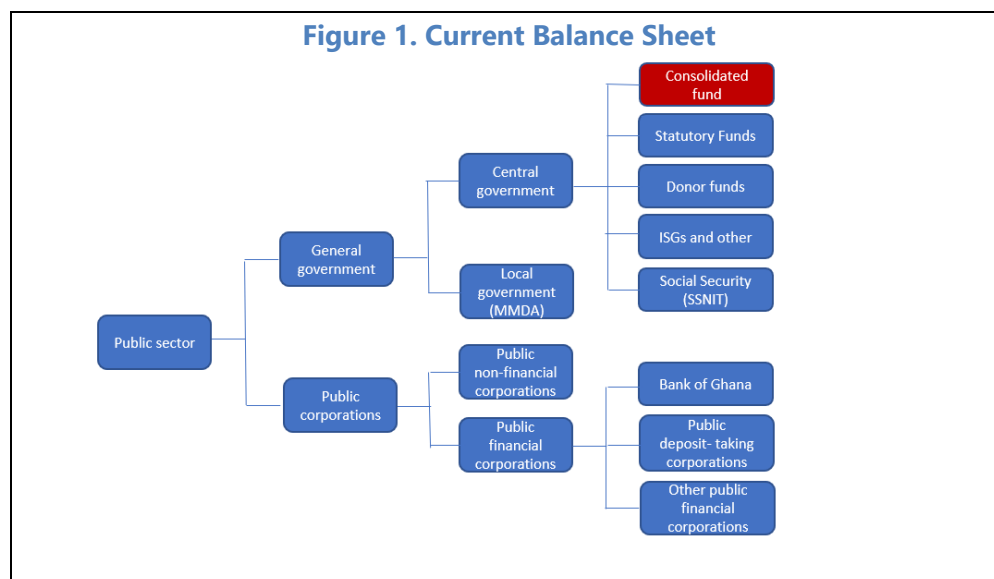 Figure 1. Current Balance Sheet
Consolidated
fund
Statutory Funds
Central
government
Donor funds
ISGs and other
General
government
Local
government
(MMDA)
Social Security
(SSNIT)
Public sector
Public
non-financial
corporations
Bank of Ghana
Public
corporations
Public
financial
corporations
Public
deposit- taking
corporations
Other public
financial
corporations